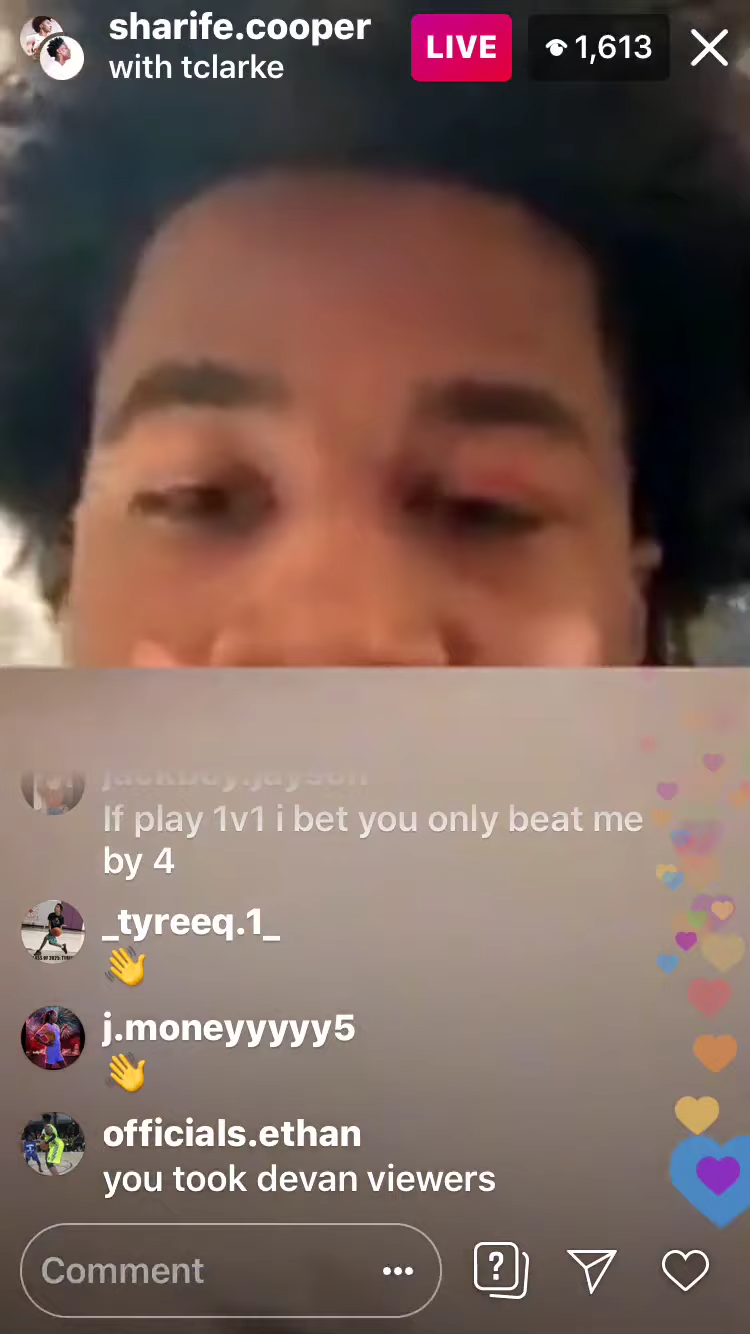 sharife.cooper
with tclarke
LIVE
1,613
jackboy.jayson
If play 1v1 i bet you only beat me
by 4
_tyreeq.1_
👋
j.moneyyyyy5
👋
officials.ethan
you took devan viewers
Comment
?